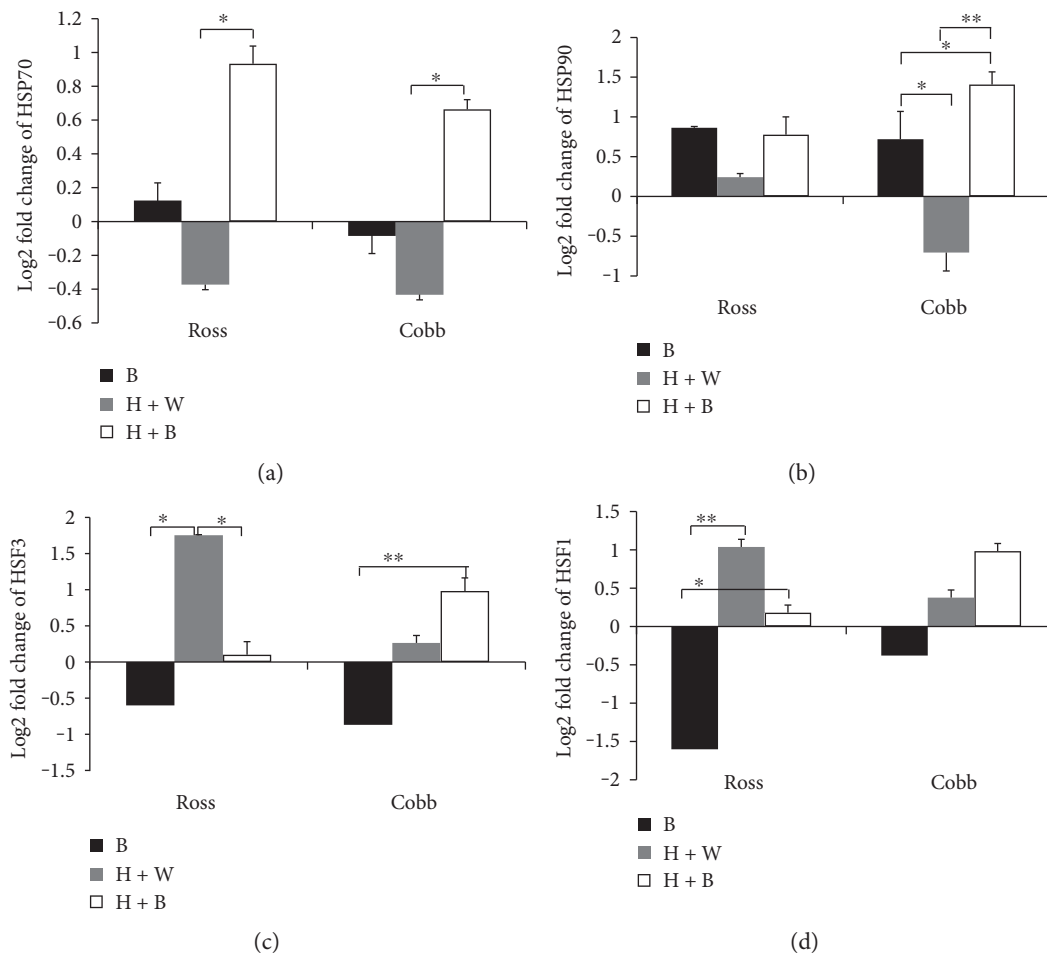 Log2 fold change of HSP70
1.2
1
0.8
0.6
0.4
0.2
0
-0.2
-0.4
-0.6
*
*
Ross
Cobb
B
H + W
H + B
(a)
Log2 fold change of HSP90
2
1.5
1
0.5
0
-0.5
-1
**
*
*
Ross
Cobb
B
H + W
H + B
(b)
Log2 fold change of HSF3
2
1.5
1
0.5
0
-0.5
-1
-1.5
*
*
**
Ross
Cobb
B
H + W
H + B
(c)
Log2 fold change of HSF1
1.5
1
0.5
0
-0.5
-1
-1.5
-2
**
*
Ross
Cobb
B
H + W
H + B
(d)